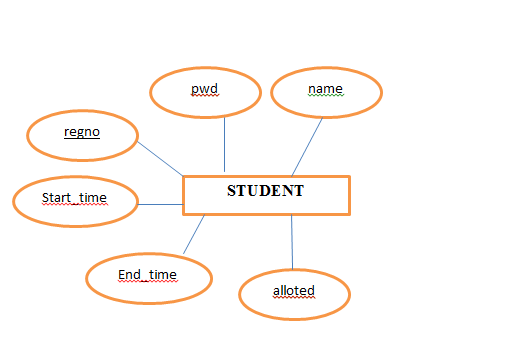 pwd
name
regno
STUDENT
Start_time
End_time
alloted